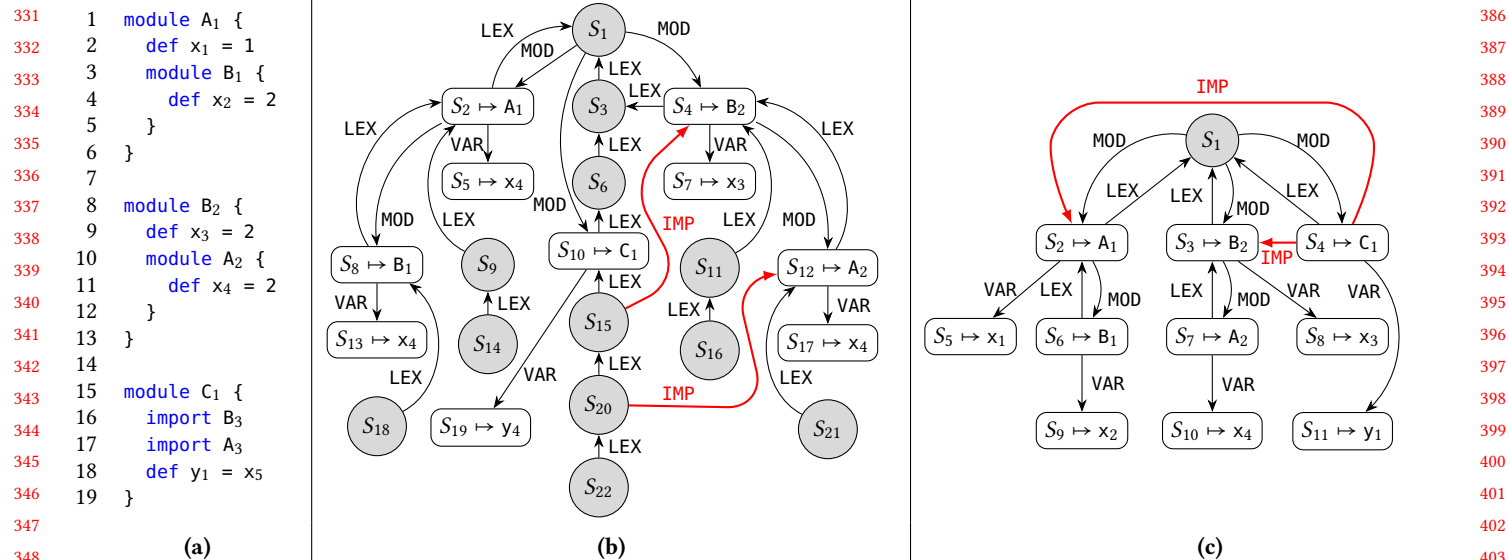 331
332
333
334
335
336
337
338
339
340
341
342
343
344
345
346
347
348
1 module A₁ {
2 def x₁ = 1
3 module B₁ {
4 def x₂ = 2
5 }
6 }
7
8 module B₂ {
9 def x₃ = 2
10 module A₂ {
11 def x₄ = 2
12 }
13 }
14
15 module C₁ {
16 import B₃
17 import A₃
18 def y₁ = x₅
19 }
(a)
S₁
LEX
MOD
MOD
LEX
S₂ ↦ A₁
S₃
LEX
S₄ ↦ B₂
LEX
VAR
LEX
VAR
LEX
S₅ ↦ x₄
S₆
S₇ ↦ x₃
MOD
LEX
MOD
LEX
IMP
LEX
MOD
S₈ ↦ B₁
S₉
S₁₀ ↦ C₁
S₁₁
S₁₂ ↦ A₂
VAR
LEX
LEX
IMP
LEX
VAR
S₁₃ ↦ x₄
S₁₄
S₁₅
S₁₆
S₁₇ ↦ x₄
LEX
VAR
LEX
LEX
S₁₈
S₁₉ ↦ y₄
S₂₀
IMP
S₂₁
LEX
S₂₂
(b)
IMP
S₁
MOD
MOD
LEX
MOD
LEX
S₂ ↦ A₁
S₃ ↦ B₂
IMP
S₄ ↦ C₁
VAR
LEX
MOD
LEX
MOD
VAR
VAR
S₅ ↦ x₁
S₆ ↦ B₁
S₇ ↦ A₂
S₈ ↦ x₃
VAR
VAR
S₉ ↦ x₂
S₁₀ ↦ x₄
S₁₁ ↦ y₁
(c)
386
387
388
389
390
391
392
393
394
395
396
397
398
399
400
401
402
403